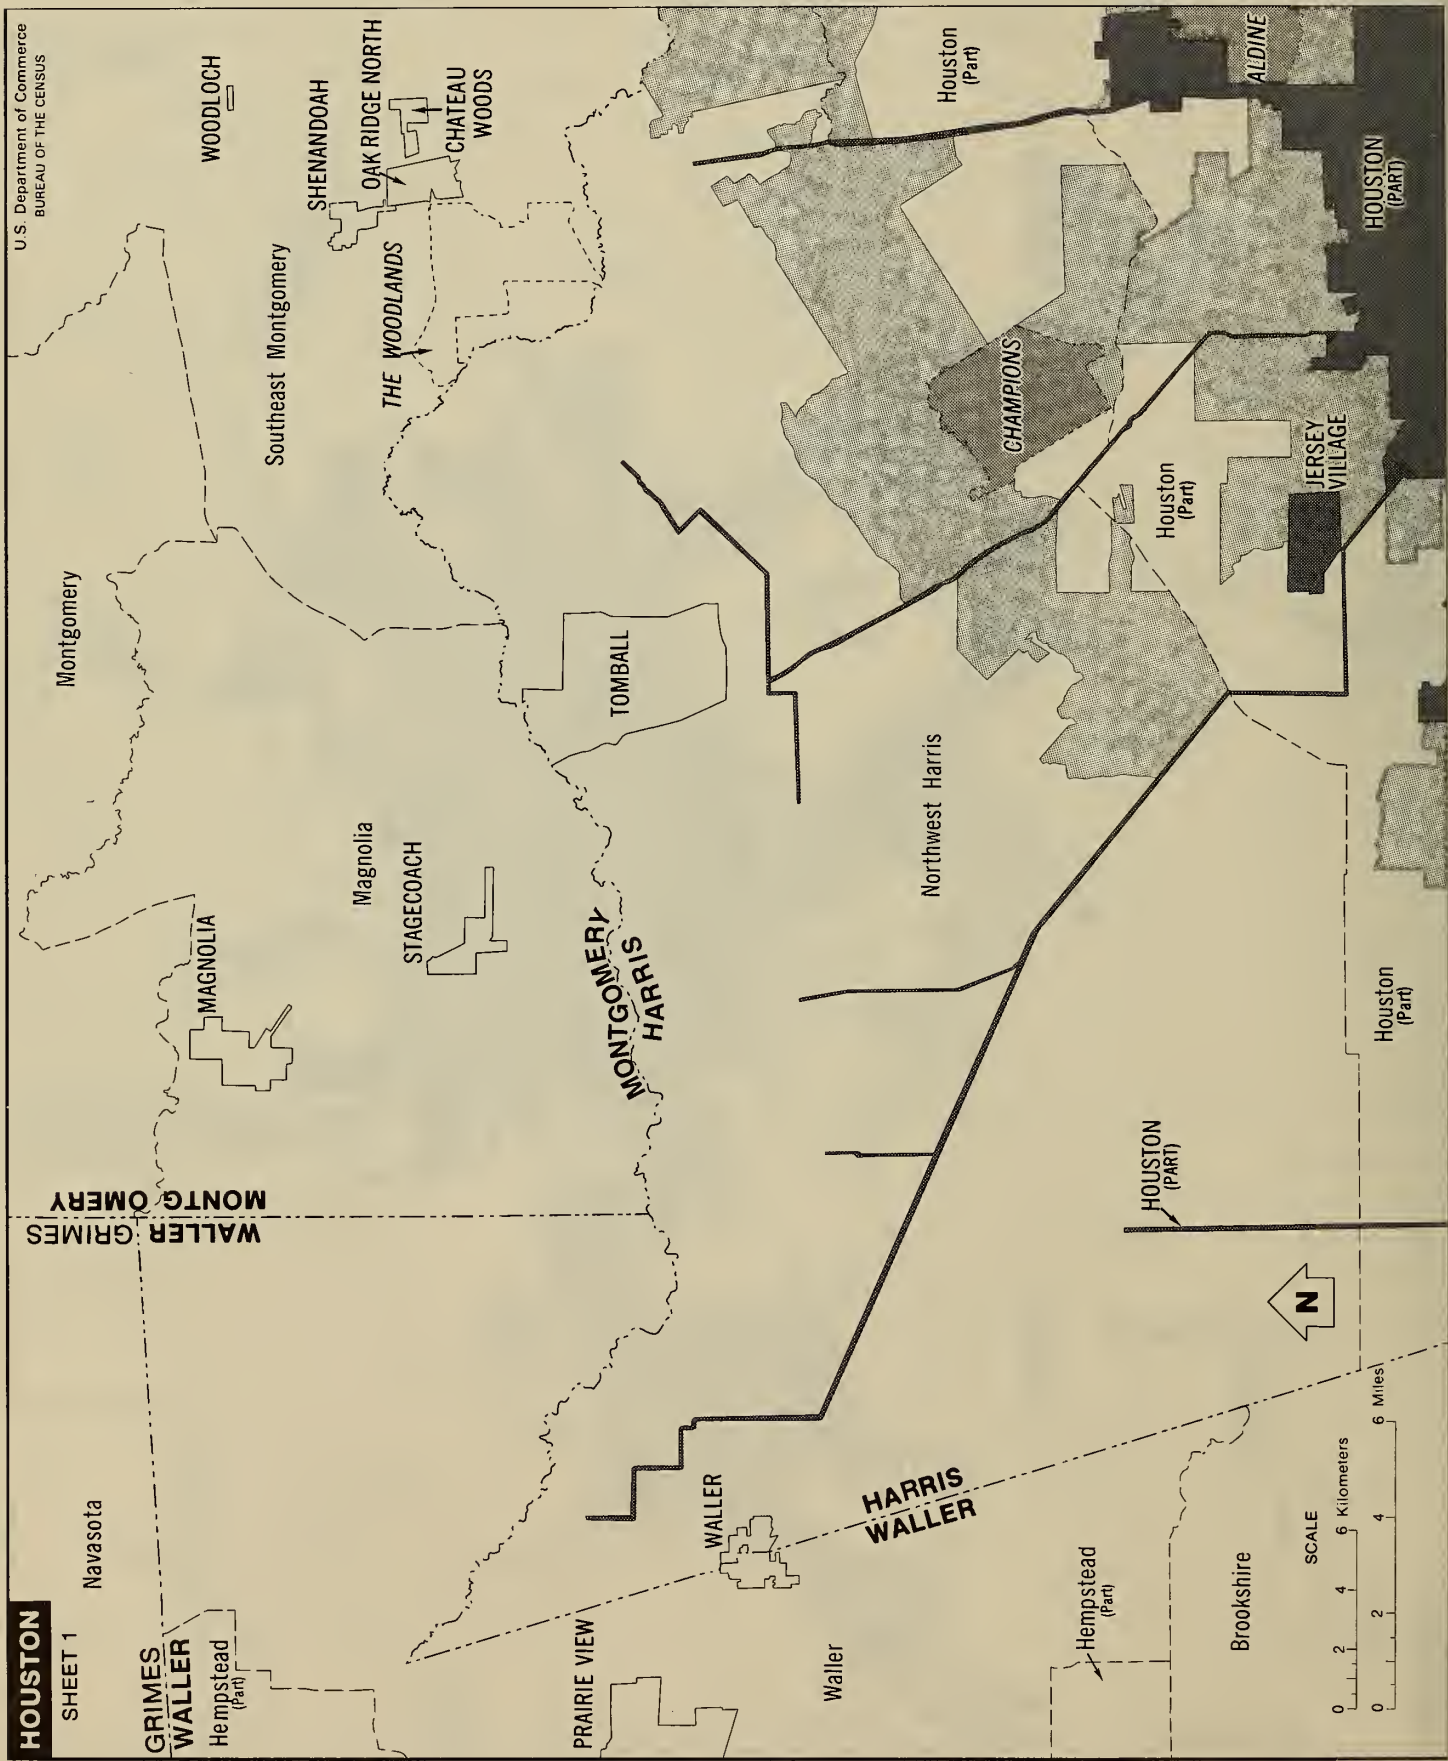 HOUSTON
SHEET 1
U.S. Department of Commerce
BUREAU OF THE CENSUS
GRIMES
WALLER
Hempstead
(Part)
Navasota
WALLER GRIMES
MONTG OMERY
Montgomery
MAGNOLIA
Magnolia
STAGECOACH
Southeast Montgomery
WOODLOCH
SHENANDOAH
OAK RIDGE NORTH
CHATEAU
WOODS
THE WOODLANDS
MONTGOMERY
HARRIS
TOMBALL
PRAIRIE VIEW
WALLER
Waller
HARRIS
WALLER
Northwest Harris
CHAMPIONS
Houston
(Part)
ALDINE
Hempstead
(Part)
Brookshire
HOUSTON
(PART)
Houston
(Part)
JERSEY
VILLAGE
HOUSTON
(PART)
Houston
(Part)
N
SCALE
0 2 4 6 Kilometers
0 2 4 6 Miles